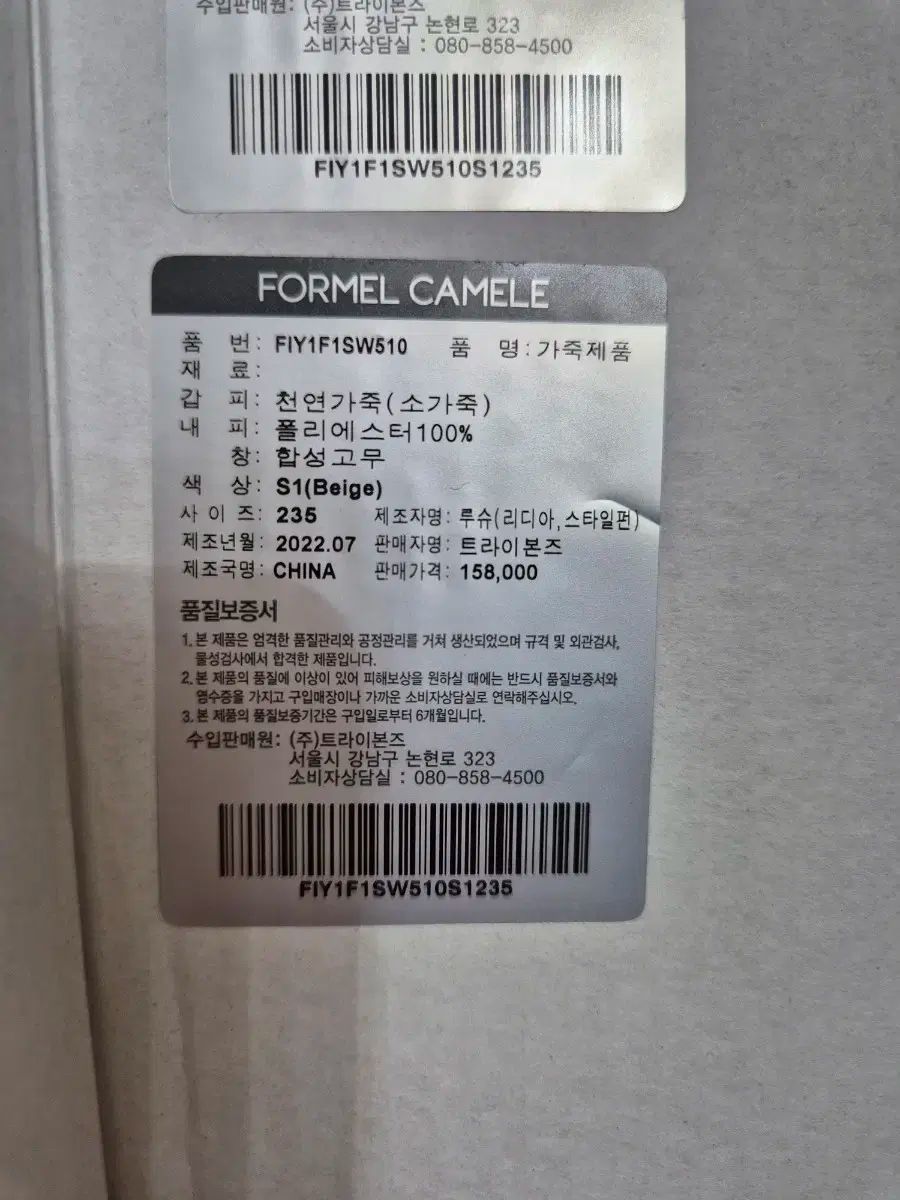 수입판매원: (주)트라이본즈
서울시 강남구 논현로 323
소비자상담실 : 080-858-4500
FIY1F1SW510S1235
FORMEL CAMELE
품 번: FIY1F1SW510 품 명: 가죽제품
재 료:
갑 피: 천연가죽(소가죽)
내 피: 폴리에스터100%
창: 합성고무
색 상: S1(Beige)
사 이 즈: 235 제조자명: 루슈(리디아,스타일펀)
제조년월: 2022.07 판매자명: 트라이본즈
제조국명: CHINA 판매가격: 158,000
품질보증서
1. 본 제품은 엄격한 품질관리와 공정관리를 거쳐 생산되었으며 규격 및 외관검사,
물성검사에서 합격한 제품입니다.
2. 본 제품의 품질에 이상이 있어 피해보상을 원하실 때에는 반드시 품질보증서와
영수증을 가지고 구입매장이나 가까운 소비자상담실로 연락해주십시오.
3. 본 제품의 품질보증기간은 구입일로부터 6개월입니다.
수입판매원: (주)트라이본즈
서울시 강남구 논현로 323
소비자상담실 : 080-858-4500
FIY1F1SW510S1235